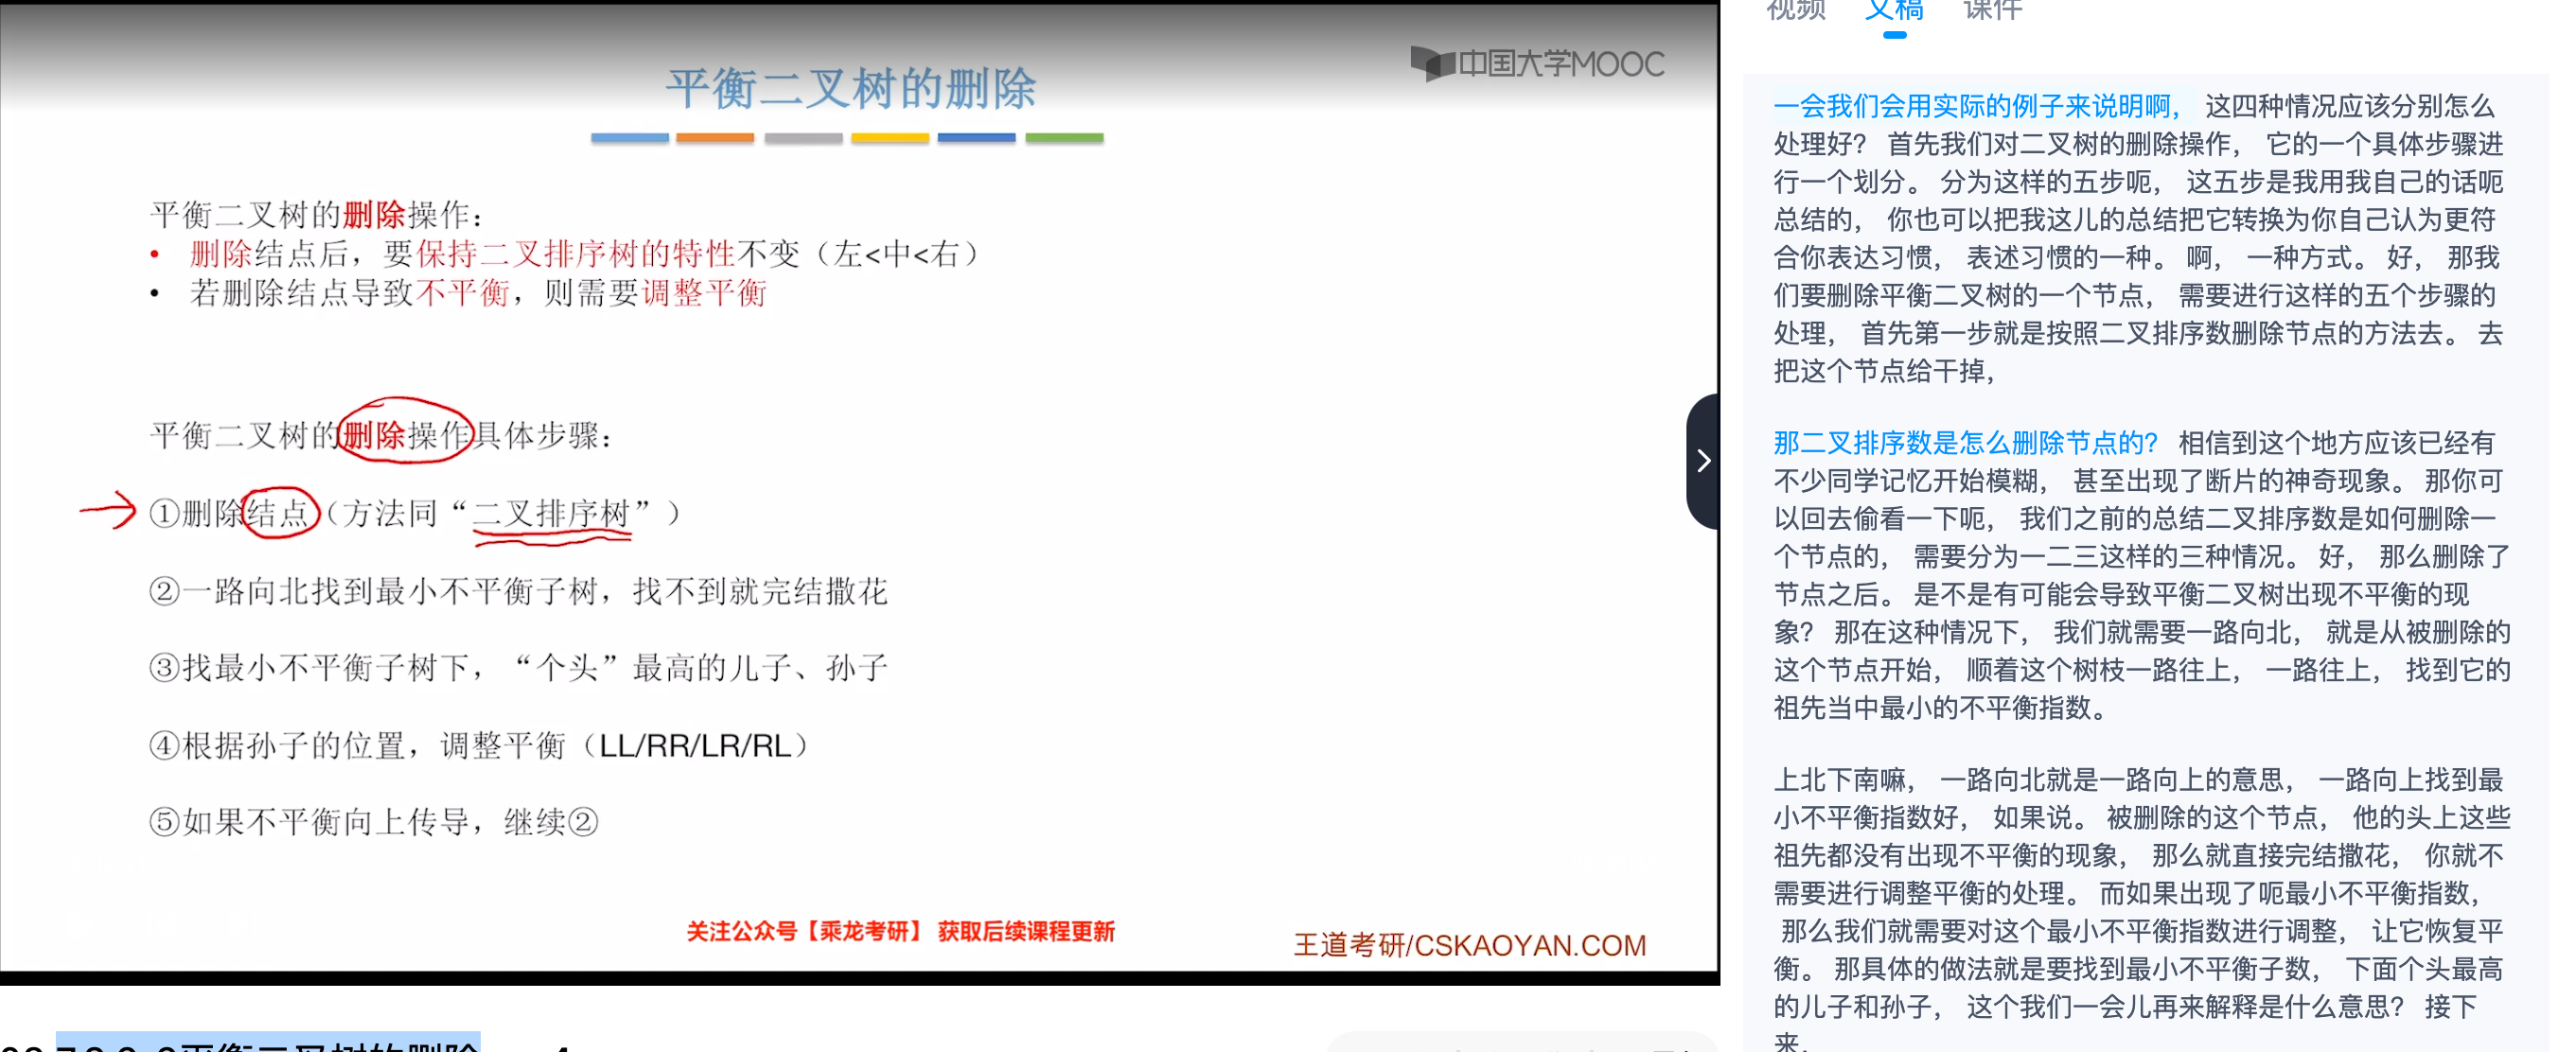 中国大学MOOC
平衡二叉树的删除
平衡二叉树的删除操作：
• 删除结点后，要保持二叉排序树的特性不变（左<中<右）
• 若删除结点导致不平衡，则需要调整平衡
平衡二叉树的删除操作具体步骤：
①删除结点（方法同“二叉排序树”）
②一路向北找到最小不平衡子树，找不到就完结撒花
③找最小不平衡子树下，“个头”最高的儿子、孙子
④根据孙子的位置，调整平衡（LL/RR/LR/RL）
⑤如果不平衡向上传导，继续②
关注公众号【乘龙考研】 获取后续课程更新
王道考研/CSKAOYAN.COM
平衡二叉树的删除
视频 文稿 课件
一会我们会用实际的例子来说明啊， 这四种情况应该分别怎么
处理好？ 首先我们对二叉树的删除操作， 它的一个具体步骤进
行一个划分。 分为这样的五步呃， 这五步是我用我自己的话呃
总结的， 你也可以把我这儿的总结把它转换为你自己认为更符
合你表达习惯， 表述习惯的一种。 啊， 一种方式。 好， 那我
们要删除平衡二叉树的一个节点， 需要进行这样的五个步骤的
处理， 首先第一步就是按照二叉排序数删除节点的方法去。 去
把这个节点给干掉，
那二叉排序数是怎么删除节点的？ 相信到这个地方应该已经有
不少同学记忆开始模糊， 甚至出现了断片的神奇现象。 那你可
以回去偷看一下呃， 我们之前的总结二叉排序数是如何删除一
个节点的， 需要分为一二三这样的三种情况。 好， 那么删除了
节点之后。 是不是有可能会导致平衡二叉树出现不平衡的现
象？ 那在这种情况下， 我们就需要一路向北， 就是从被删除的
这个节点开始， 顺着这个树枝一路往上， 一路往上， 找到它的
祖先当中最小的不平衡指数。
上北下南嘛， 一路向北就是一路向上的意思， 一路向上找到最
小不平衡指数好， 如果说。 被删除的这个节点， 他的头上这些
祖先都没有出现不平衡的现象， 那么就直接完结撒花， 你就不
需要进行调整平衡的处理。 而如果出现了呃最小不平衡指数，
那么我们就需要对这个最小不平衡指数进行调整， 让它恢复平
衡。 那具体的做法就是要找到最小不平衡子数， 下面个头最高
的儿子和孙子， 这个我们一会儿再来解释是什么意思？ 接下
来，